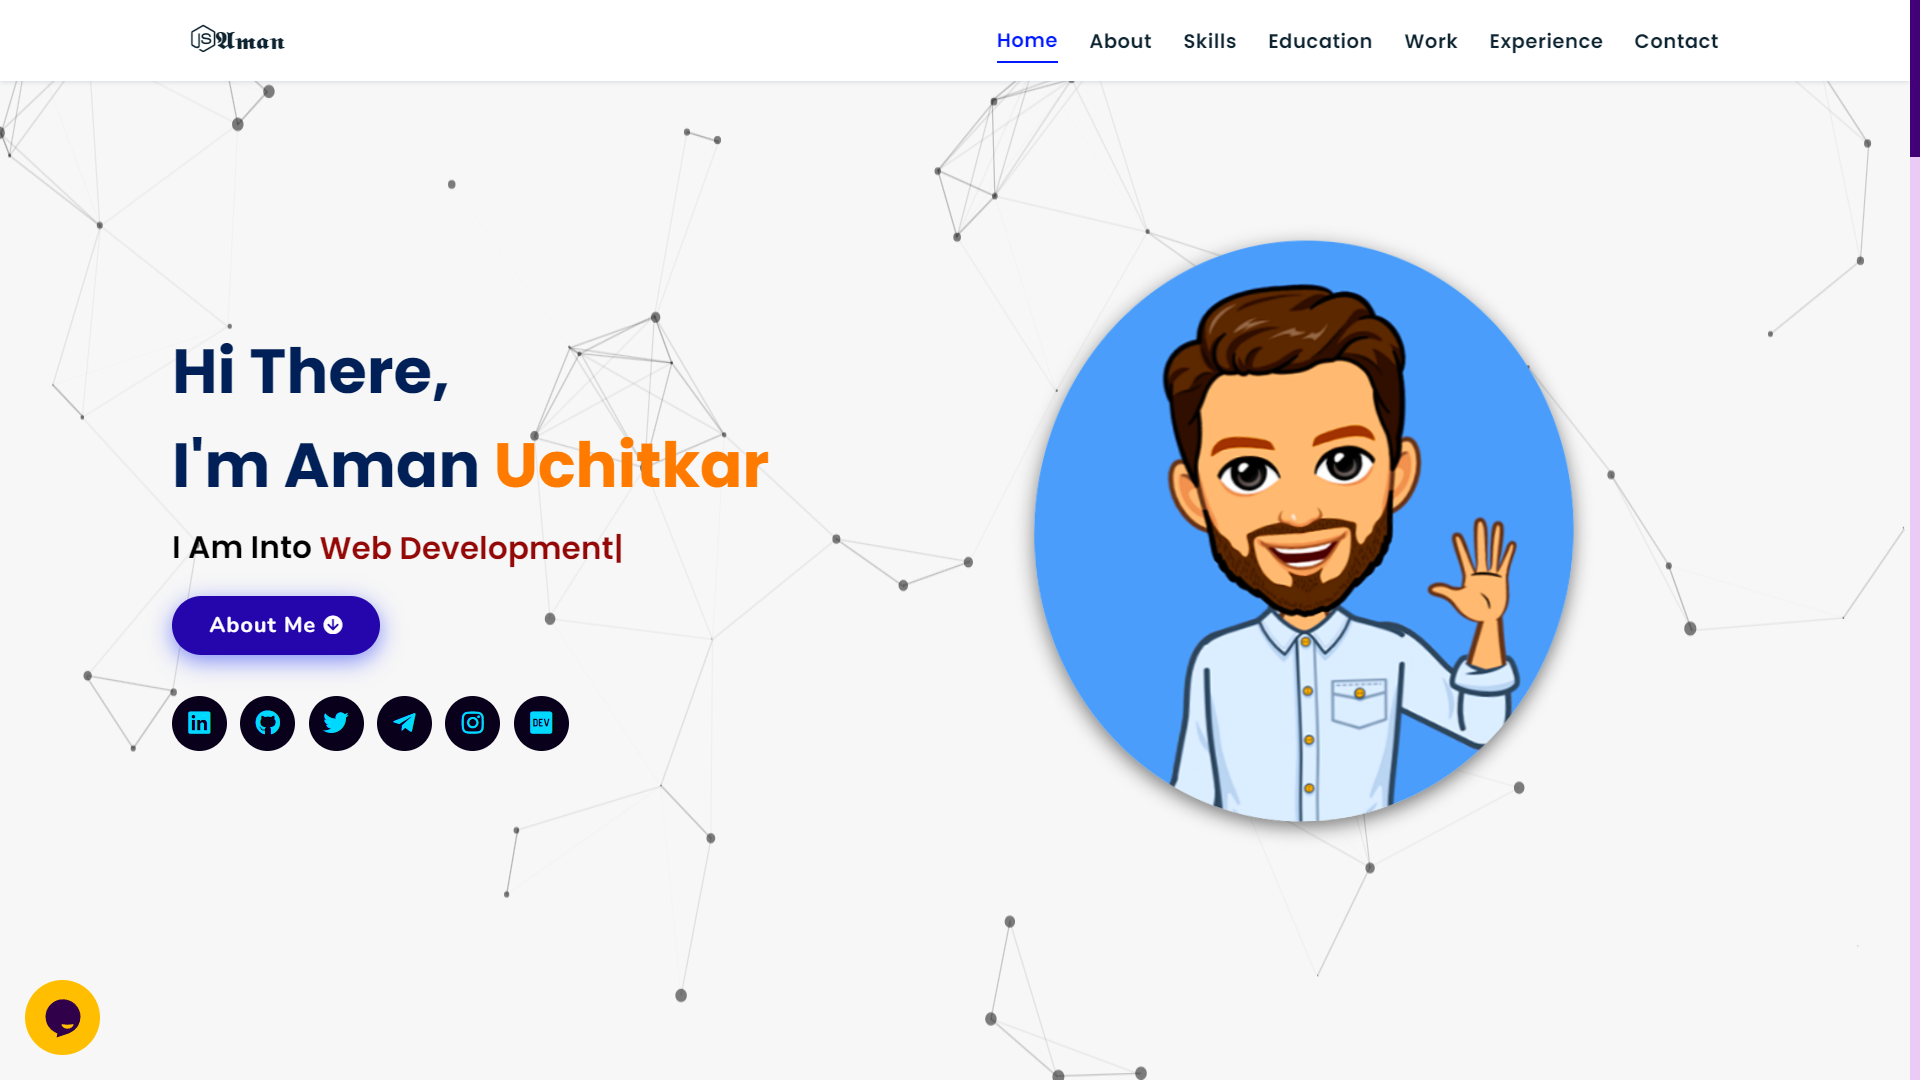 JS Aman
Home About Skills Education Work Experience Contact
Hi There,
I'm Aman Uchitkar
I Am Into Web Development|
About Me
in
DEV